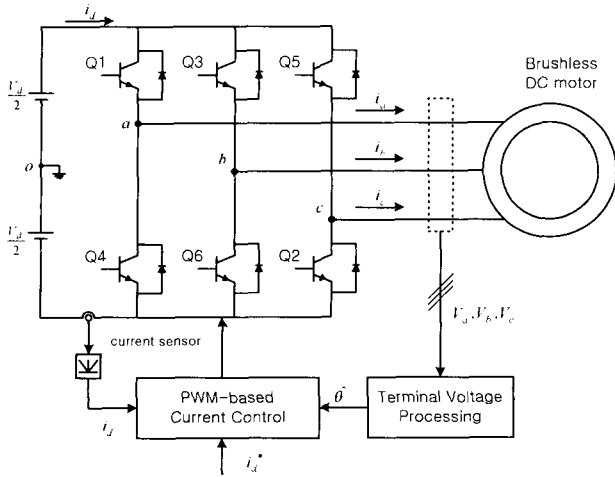 i_d
Q1
Q3
Q5
Brushless
DC motor
V_d
2
i_a
a
o
b
i_b
c
i_c
V_d
2
Q4
Q6
Q2
V_a ,V_b ,V_c
current sensor
PWM-based
Current Control
θ
Terminal Voltage
Processing
i_d
i_d*